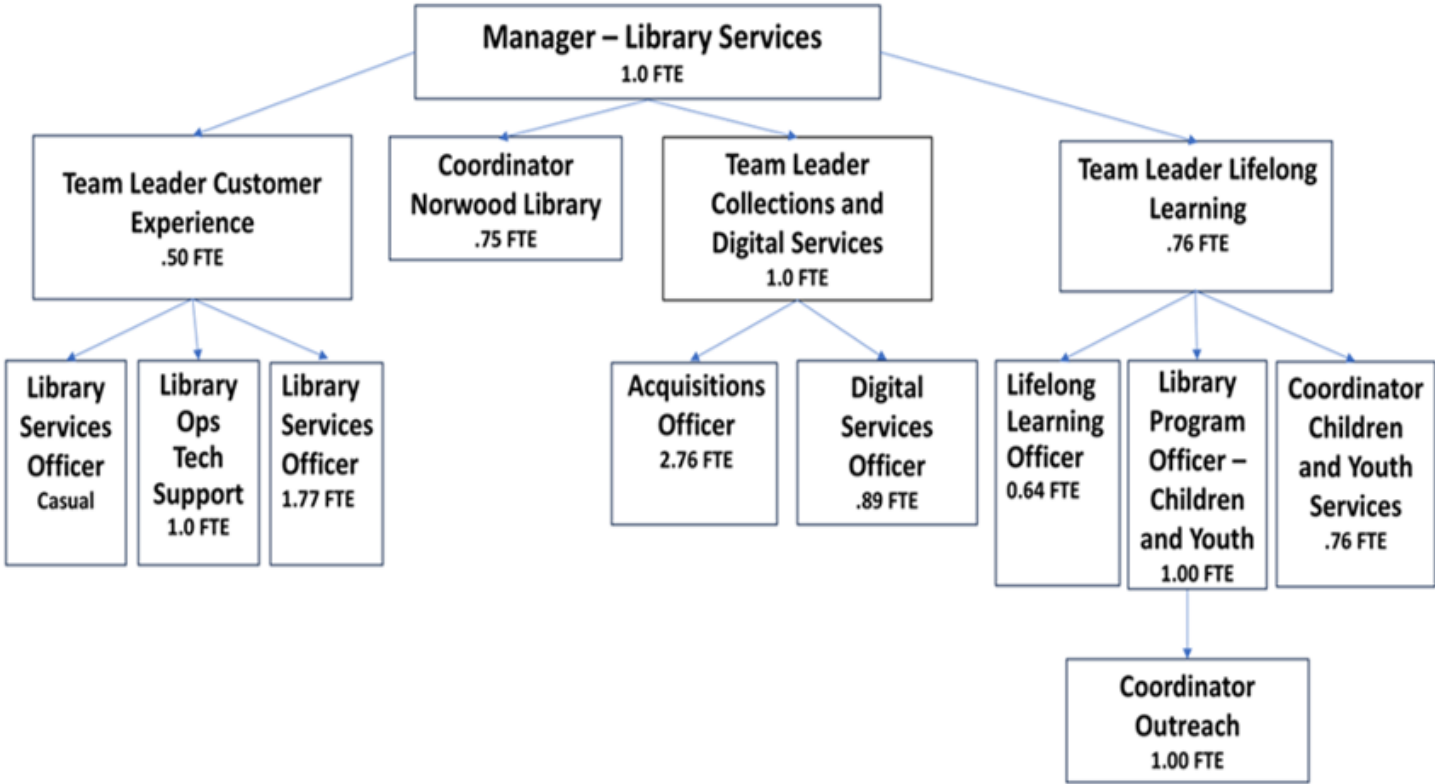 Manager – Library Services
1.0 FTE
Team Leader Customer
Experience
.50 FTE
Coordinator
Norwood Library
.75 FTE
Team Leader
Collections and
Digital Services
1.0 FTE
Team Leader Lifelong
Learning
.76 FTE
Library
Services
Officer
Casual
Library
Ops
Tech
Support
1.0 FTE
Library
Services
Officer
1.77 FTE
Acquisitions
Officer
2.76 FTE
Digital
Services
Officer
.89 FTE
Lifelong
Learning
Officer
0.64 FTE
Library
Program
Officer –
Children
and Youth
1.00 FTE
Coordinator
Children
and Youth
Services
.76 FTE
Coordinator
Outreach
1.00 FTE